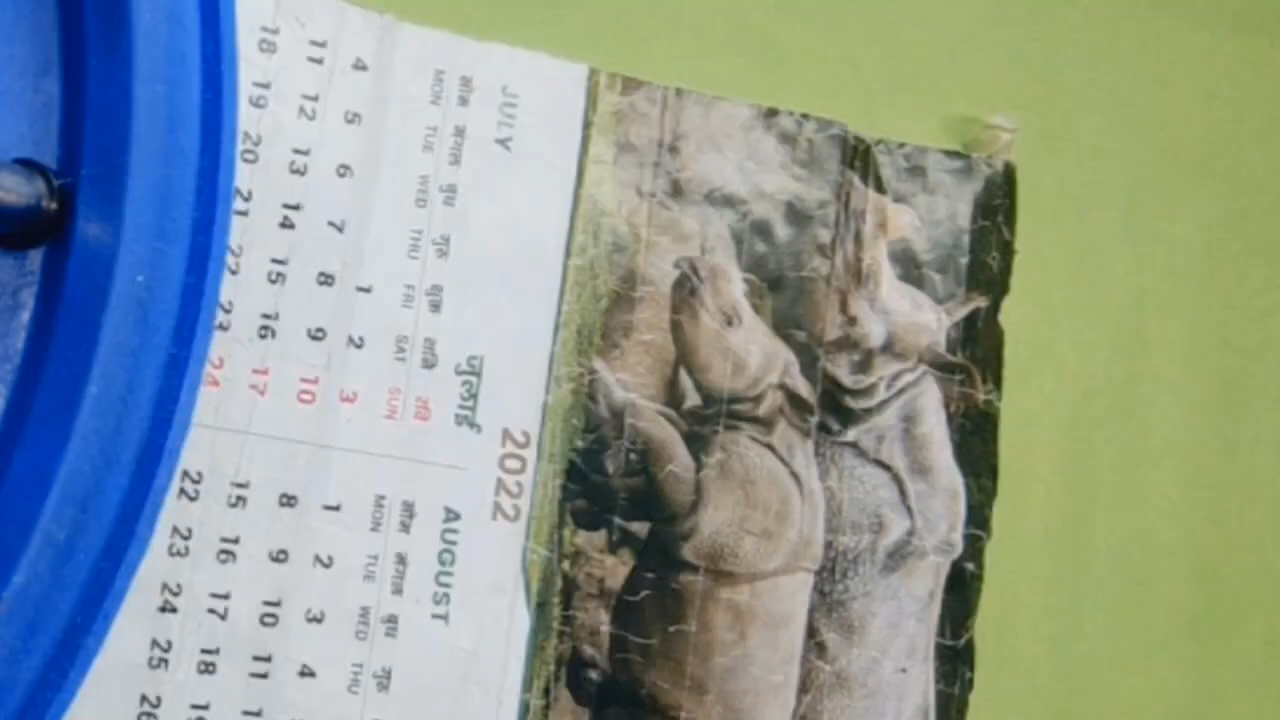 2022
JULY जुलाई
सोम मंगल बुध गुरु शुक्र शनि रवि
MON TUE WED THU FRI SAT SUN
1 2 3
4 5 6 7 8 9 10
11 12 13 14 15 16 17
18 19 20 21 22 23 24
AUGUST
सोम मंगल बुध गुरु
MON TUE WED THU
1 2 3 4
8 9 10 11
15 16 17 18
22 23 24 25